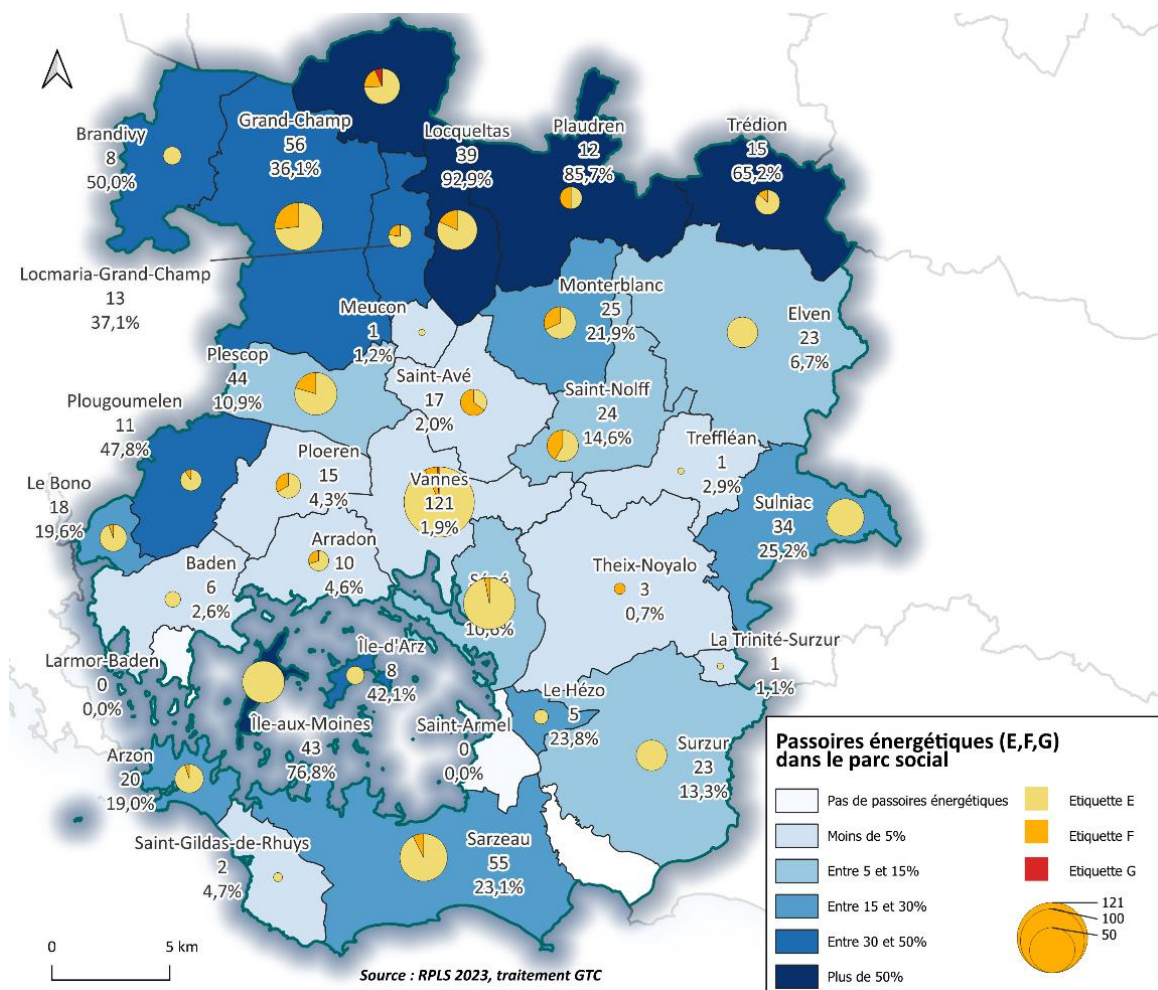 Brandivy
8
50,0%
Grand-Champ
56
36,1%
Locqueltas
39
92,9%
Plaudren
12
85,7%
Trédion
15
65,2%
Locmaria-Grand-Champ
13
37,1%
Meucon
1
1,2%
Monterblanc
25
21,9%
Elven
23
6,7%
Plescop
44
10,9%
Saint-Avé
17
2,0%
Saint-Nolff
24
14,6%
Plougoumelen
11
47,8%
Ploeren
15
4,3%
Vannes
121
1,9%
Treffléan
1
2,9%
Le Bono
18
19,6%
Sulniac
34
25,2%
Baden
6
2,6%
Arradon
10
4,6%
10,6%
Theix-Noyalo
3
0,7%
Larmor-Baden
0
0,0%
Île-d'Arz
8
42,1%
La Trinité-Surzur
1
1,1%
Île-aux-Moines
43
76,8%
Saint-Armel
0
0,0%
Le Hézo
5
23,8%
Surzur
23
13,3%
Arzon
20
19,0%
Saint-Gildas-de-Rhuys
2
4,7%
Sarzeau
55
23,1%
Passoires énergétiques (E,F,G)
dans le parc social
Pas de passoires énergétiques
Moins de 5%
Entre 5 et 15%
Entre 15 et 30%
Entre 30 et 50%
Plus de 50%
Etiquette E
Etiquette F
Etiquette G
121
100
50
0 5 km
Source : RPLS 2023, traitement GTC